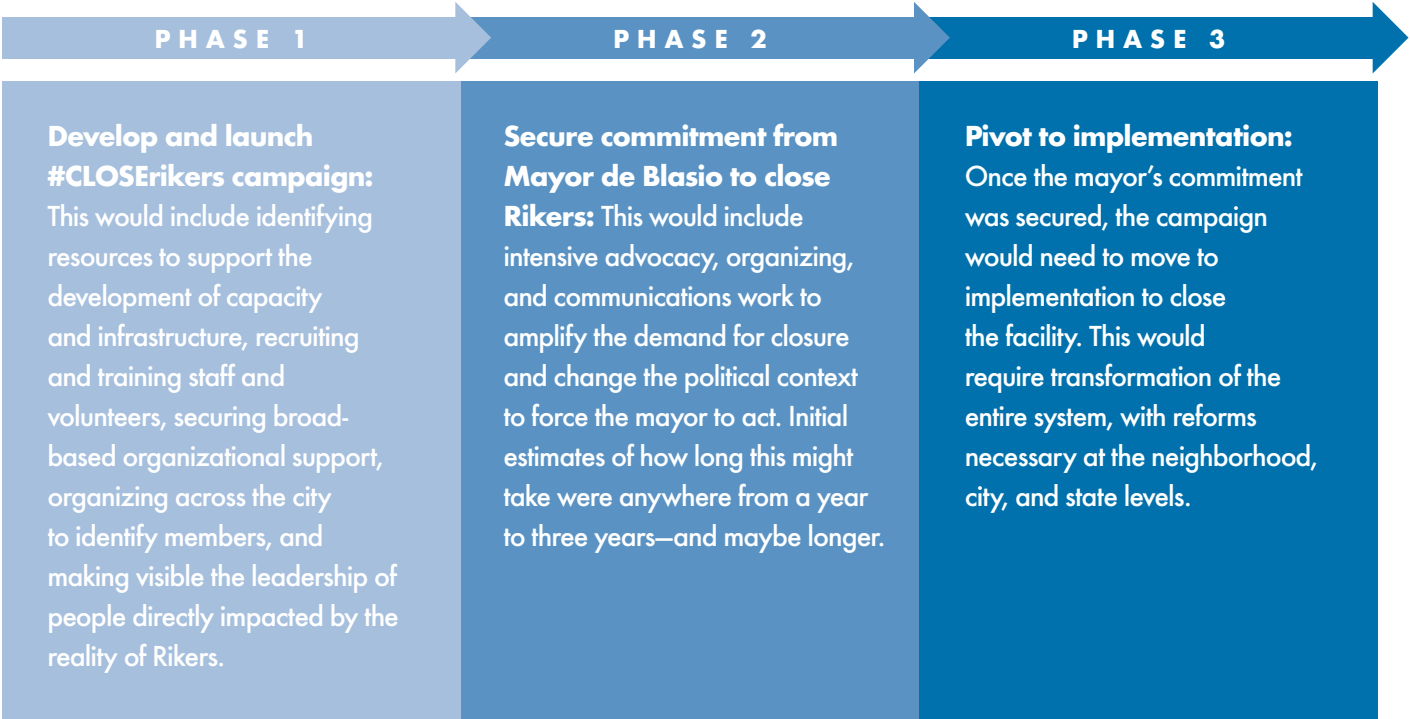 PHASE 1
PHASE 2
PHASE 3
Develop and launch
#CLOSErikers campaign:
This would include identifying
resources to support the
development of capacity
and infrastructure, recruiting
and training staff and
volunteers, securing broad-
based organizational support,
organizing across the city
to identify members, and
making visible the leadership of
people directly impacted by the
reality of Rikers.
Secure commitment from
Mayor de Blasio to close
Rikers: This would include
intensive advocacy, organizing,
and communications work to
amplify the demand for closure
and change the political context
to force the mayor to act. Initial
estimates of how long this might
take were anywhere from a year
to three years—and maybe longer.
Pivot to implementation:
Once the mayor’s commitment
was secured, the campaign
would need to move to
implementation to close
the facility. This would
require transformation of the
entire system, with reforms
necessary at the neighborhood,
city, and state levels.